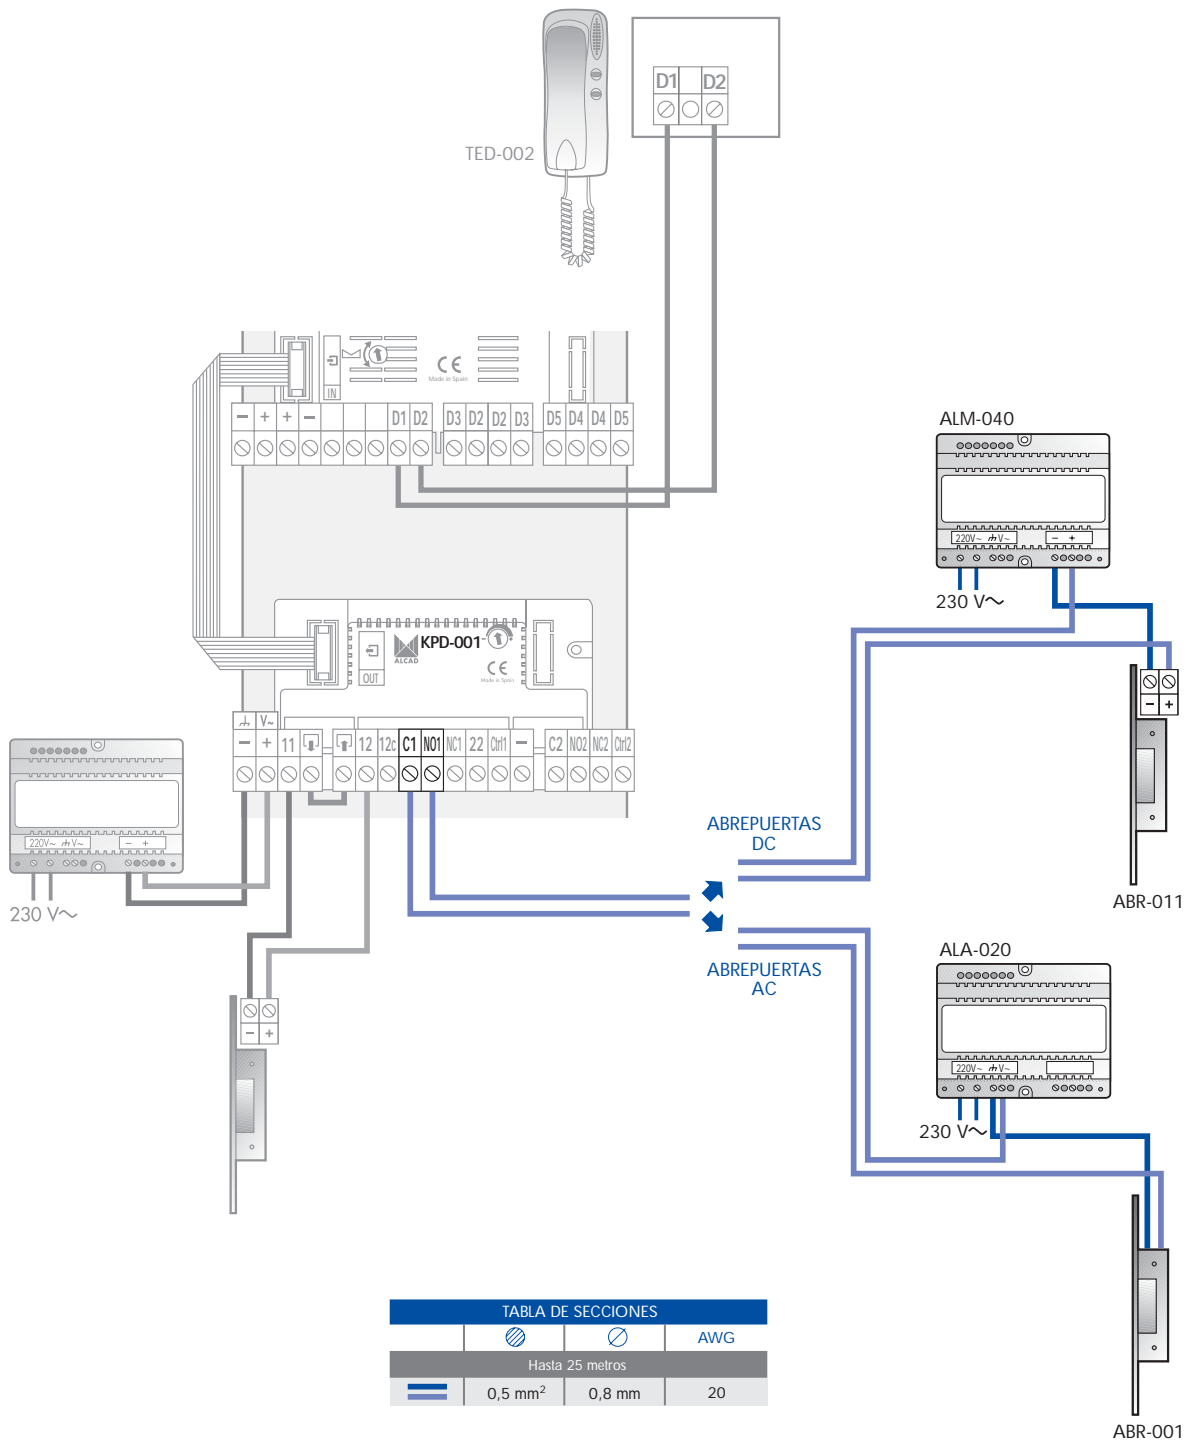 D1 D2
TED-002
IN
CE
Made in Spain
− + + − D1 D2 D3 D2 D2 D3 D5 D4 D4 D5
ALM-040
220V~ V~ − +
230 V~
KPD-001
ALCAD
OUT
CE
Made in Spain
− +
V~
− + 11 12 12c C1 NO1 NC1 22 Ctrl1 − C2 NO2 NC2 Ctrl2
220V~ V~ − +
230 V~
ABREPUERTAS
DC
ABR-011
ABREPUERTAS
AC
ALA-020
− +
220V~ V~
230 V~
TABLA DE SECCIONES
AWG
Hasta 25 metros
0,5 mm² 0,8 mm 20
ABR-001